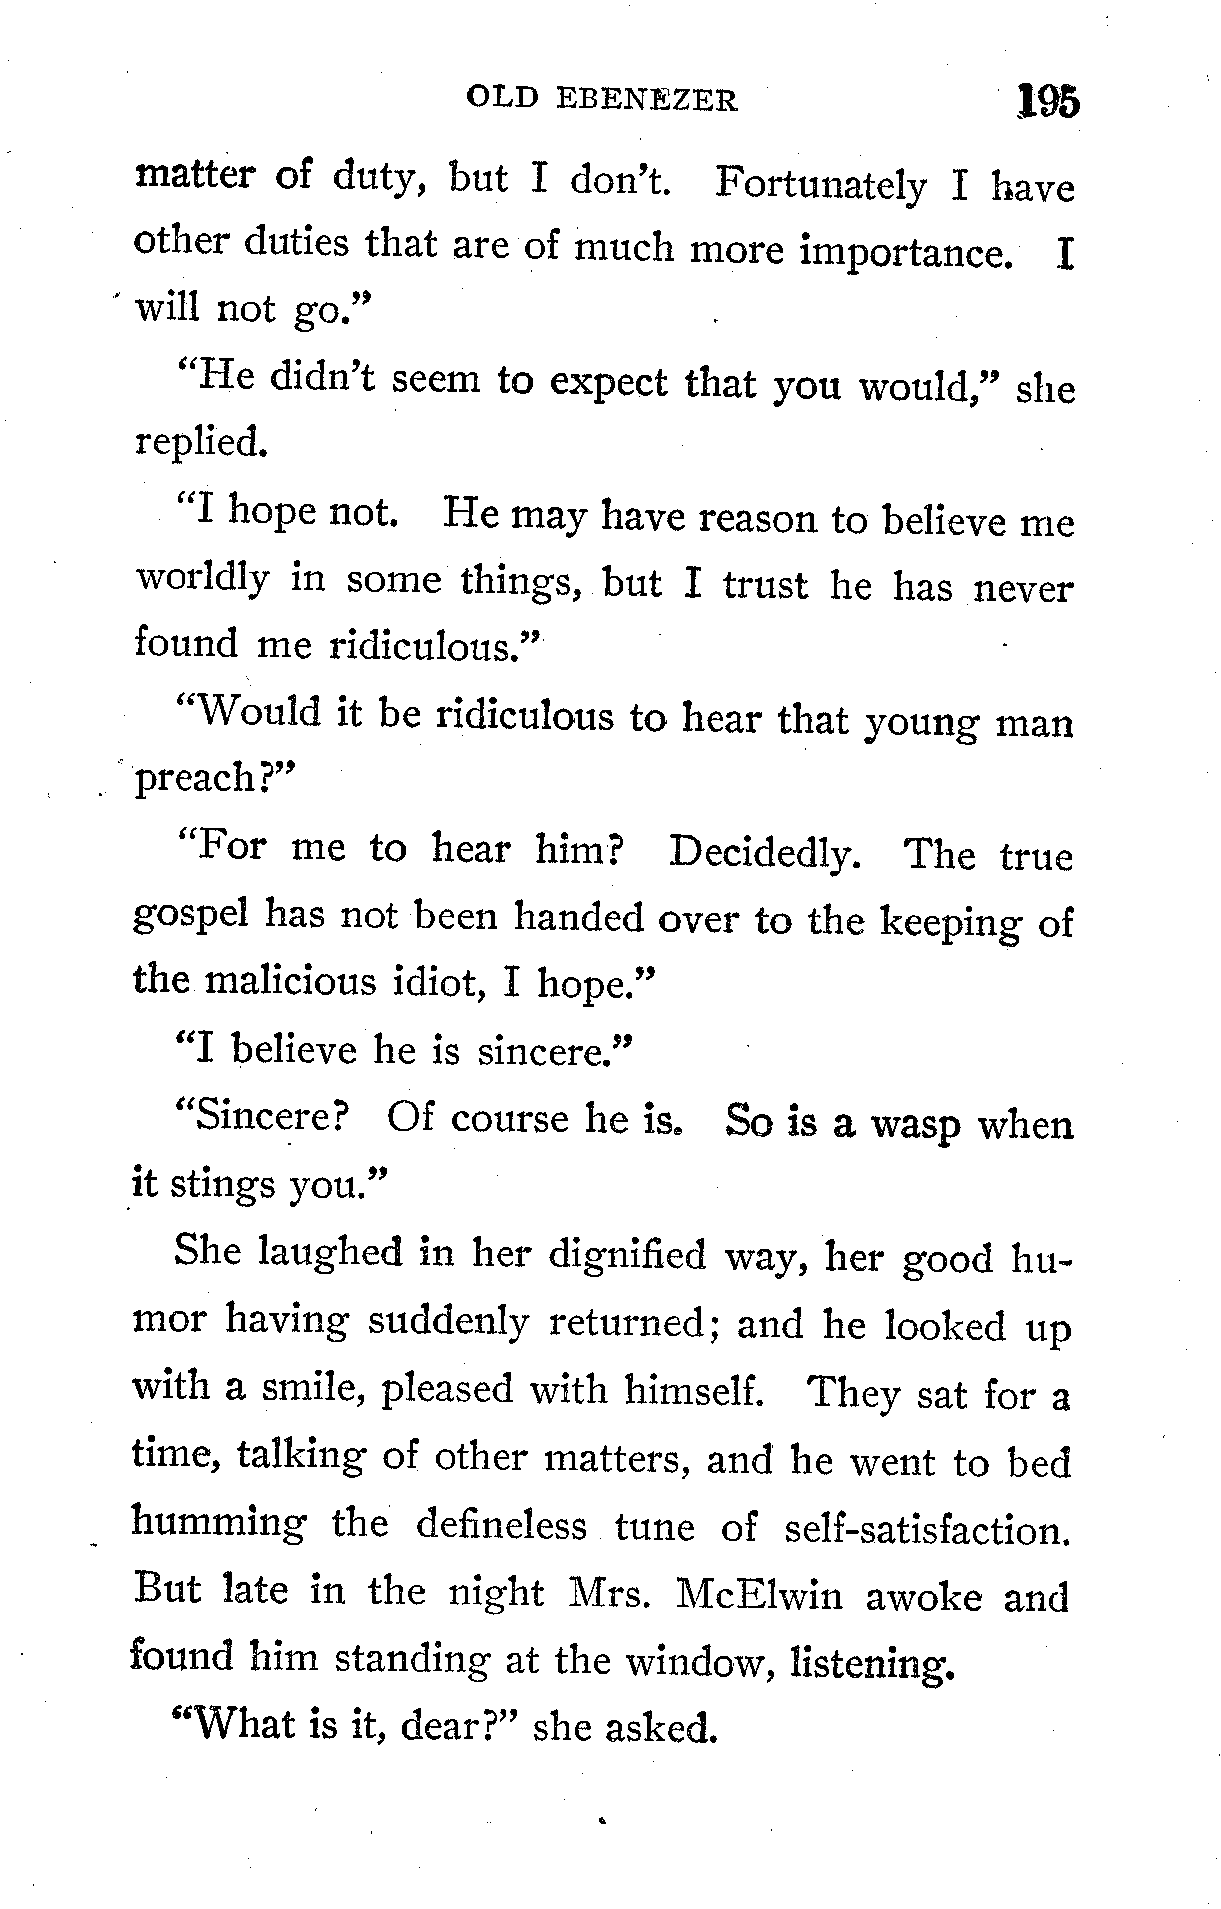 OLD EBENEZER 195
matter of duty, but I don't. Fortunately I have
other duties that are of much more importance. I
will not go."
"He didn't seem to expect that you would," she
replied.
"I hope not. He may have reason to believe me
worldly in some things, but I trust he has never
found me ridiculous."
"Would it be ridiculous to hear that young man
preach?"
"For me to hear him? Decidedly. The true
gospel has not been handed over to the keeping of
the malicious idiot, I hope."
"I believe he is sincere."
"Sincere? Of course he is. So is a wasp when
it stings you."
She laughed in her dignified way, her good hu-
mor having suddenly returned; and he looked up
with a smile, pleased with himself. They sat for a
time, talking of other matters, and he went to bed
humming the defineless tune of self-satisfaction.
But late in the night Mrs. McElwin awoke and
found him standing at the window, listening.
"What is it, dear?" she asked.